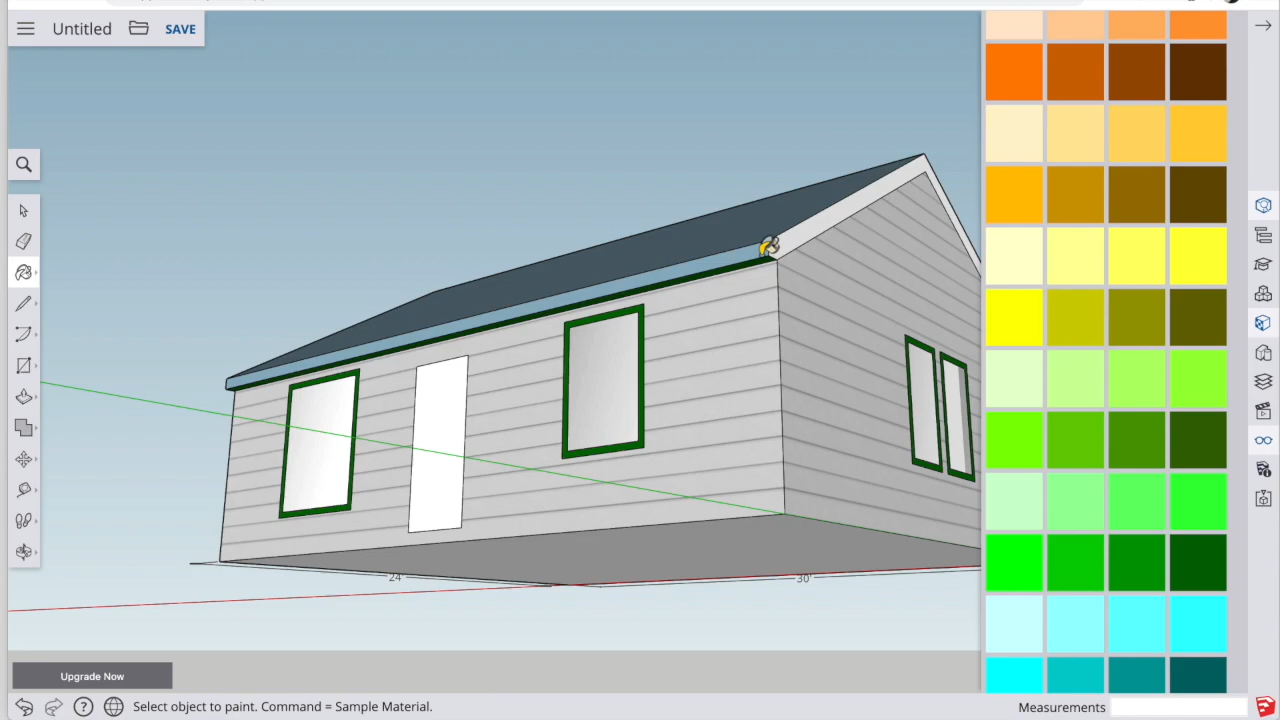 Untitled
SAVE
24'
30'
Upgrade Now
Select object to paint. Command = Sample Material.
Measurements